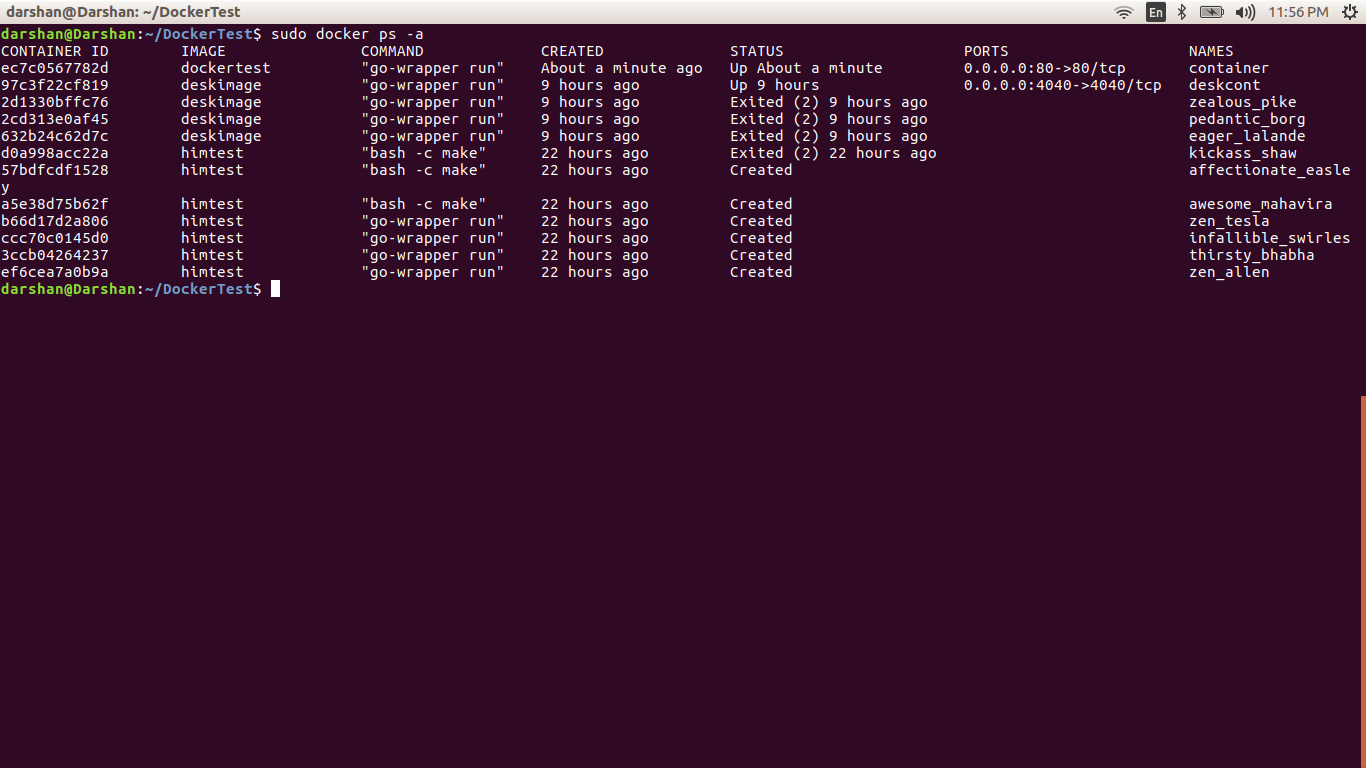 darshan@Darshan: ~/DockerTest
En
11:56 PM
darshan@Darshan:~/DockerTest$ sudo docker ps -a
CONTAINER ID        IMAGE               COMMAND             CREATED              STATUS                    PORTS                    NAMES
ec7c0567782d        dockertest          "go-wrapper run"    About a minute ago   Up About a minute         0.0.0.0:80->80/tcp       container
97c3f22cf819        deskimage           "go-wrapper run"    9 hours ago          Up 9 hours                0.0.0.0:4040->4040/tcp   deskcont
2d1330bffc76        deskimage           "go-wrapper run"    9 hours ago          Exited (2) 9 hours ago                             zealous_pike
2cd313e0af45        deskimage           "go-wrapper run"    9 hours ago          Exited (2) 9 hours ago                             pedantic_borg
632b24c62d7c        deskimage           "go-wrapper run"    9 hours ago          Exited (2) 9 hours ago                             eager_lalande
d0a998acc22a        himtest             "bash -c make"      22 hours ago         Exited (2) 22 hours ago                            kickass_shaw
57bdfcdf1528        himtest             "bash -c make"      22 hours ago         Created                                            affectionate_easle
y
a5e38d75b62f        himtest             "bash -c make"      22 hours ago         Created                                            awesome_mahavira
b66d17d2a806        himtest             "go-wrapper run"    22 hours ago         Created                                            zen_tesla
ccc70c0145d0        himtest             "go-wrapper run"    22 hours ago         Created                                            infallible_swirles
3ccb04264237        himtest             "go-wrapper run"    22 hours ago         Created                                            thirsty_bhabha
ef6cea7a0b9a        himtest             "go-wrapper run"    22 hours ago         Created                                            zen_allen
darshan@Darshan:~/DockerTest$